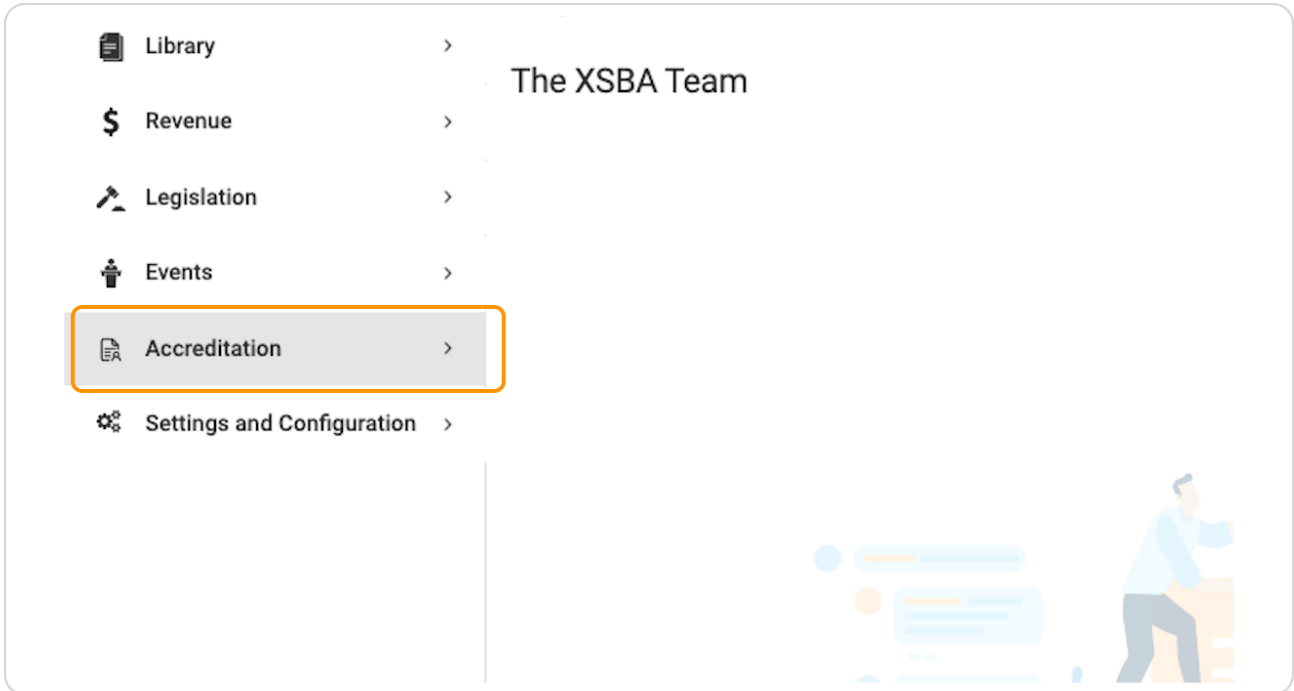 Library
The XSBA Team
Revenue
Legislation
Events
Accreditation
Settings and Configuration